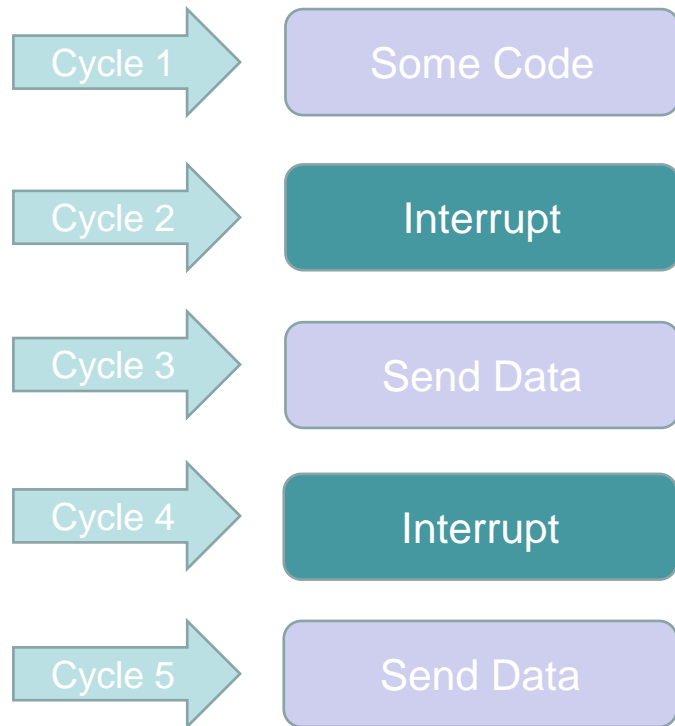 Cycle 1 Some Code
Cycle 2 Interrupt
Cycle 3 Send Data
Cycle 4 Interrupt
Cycle 5 Send Data